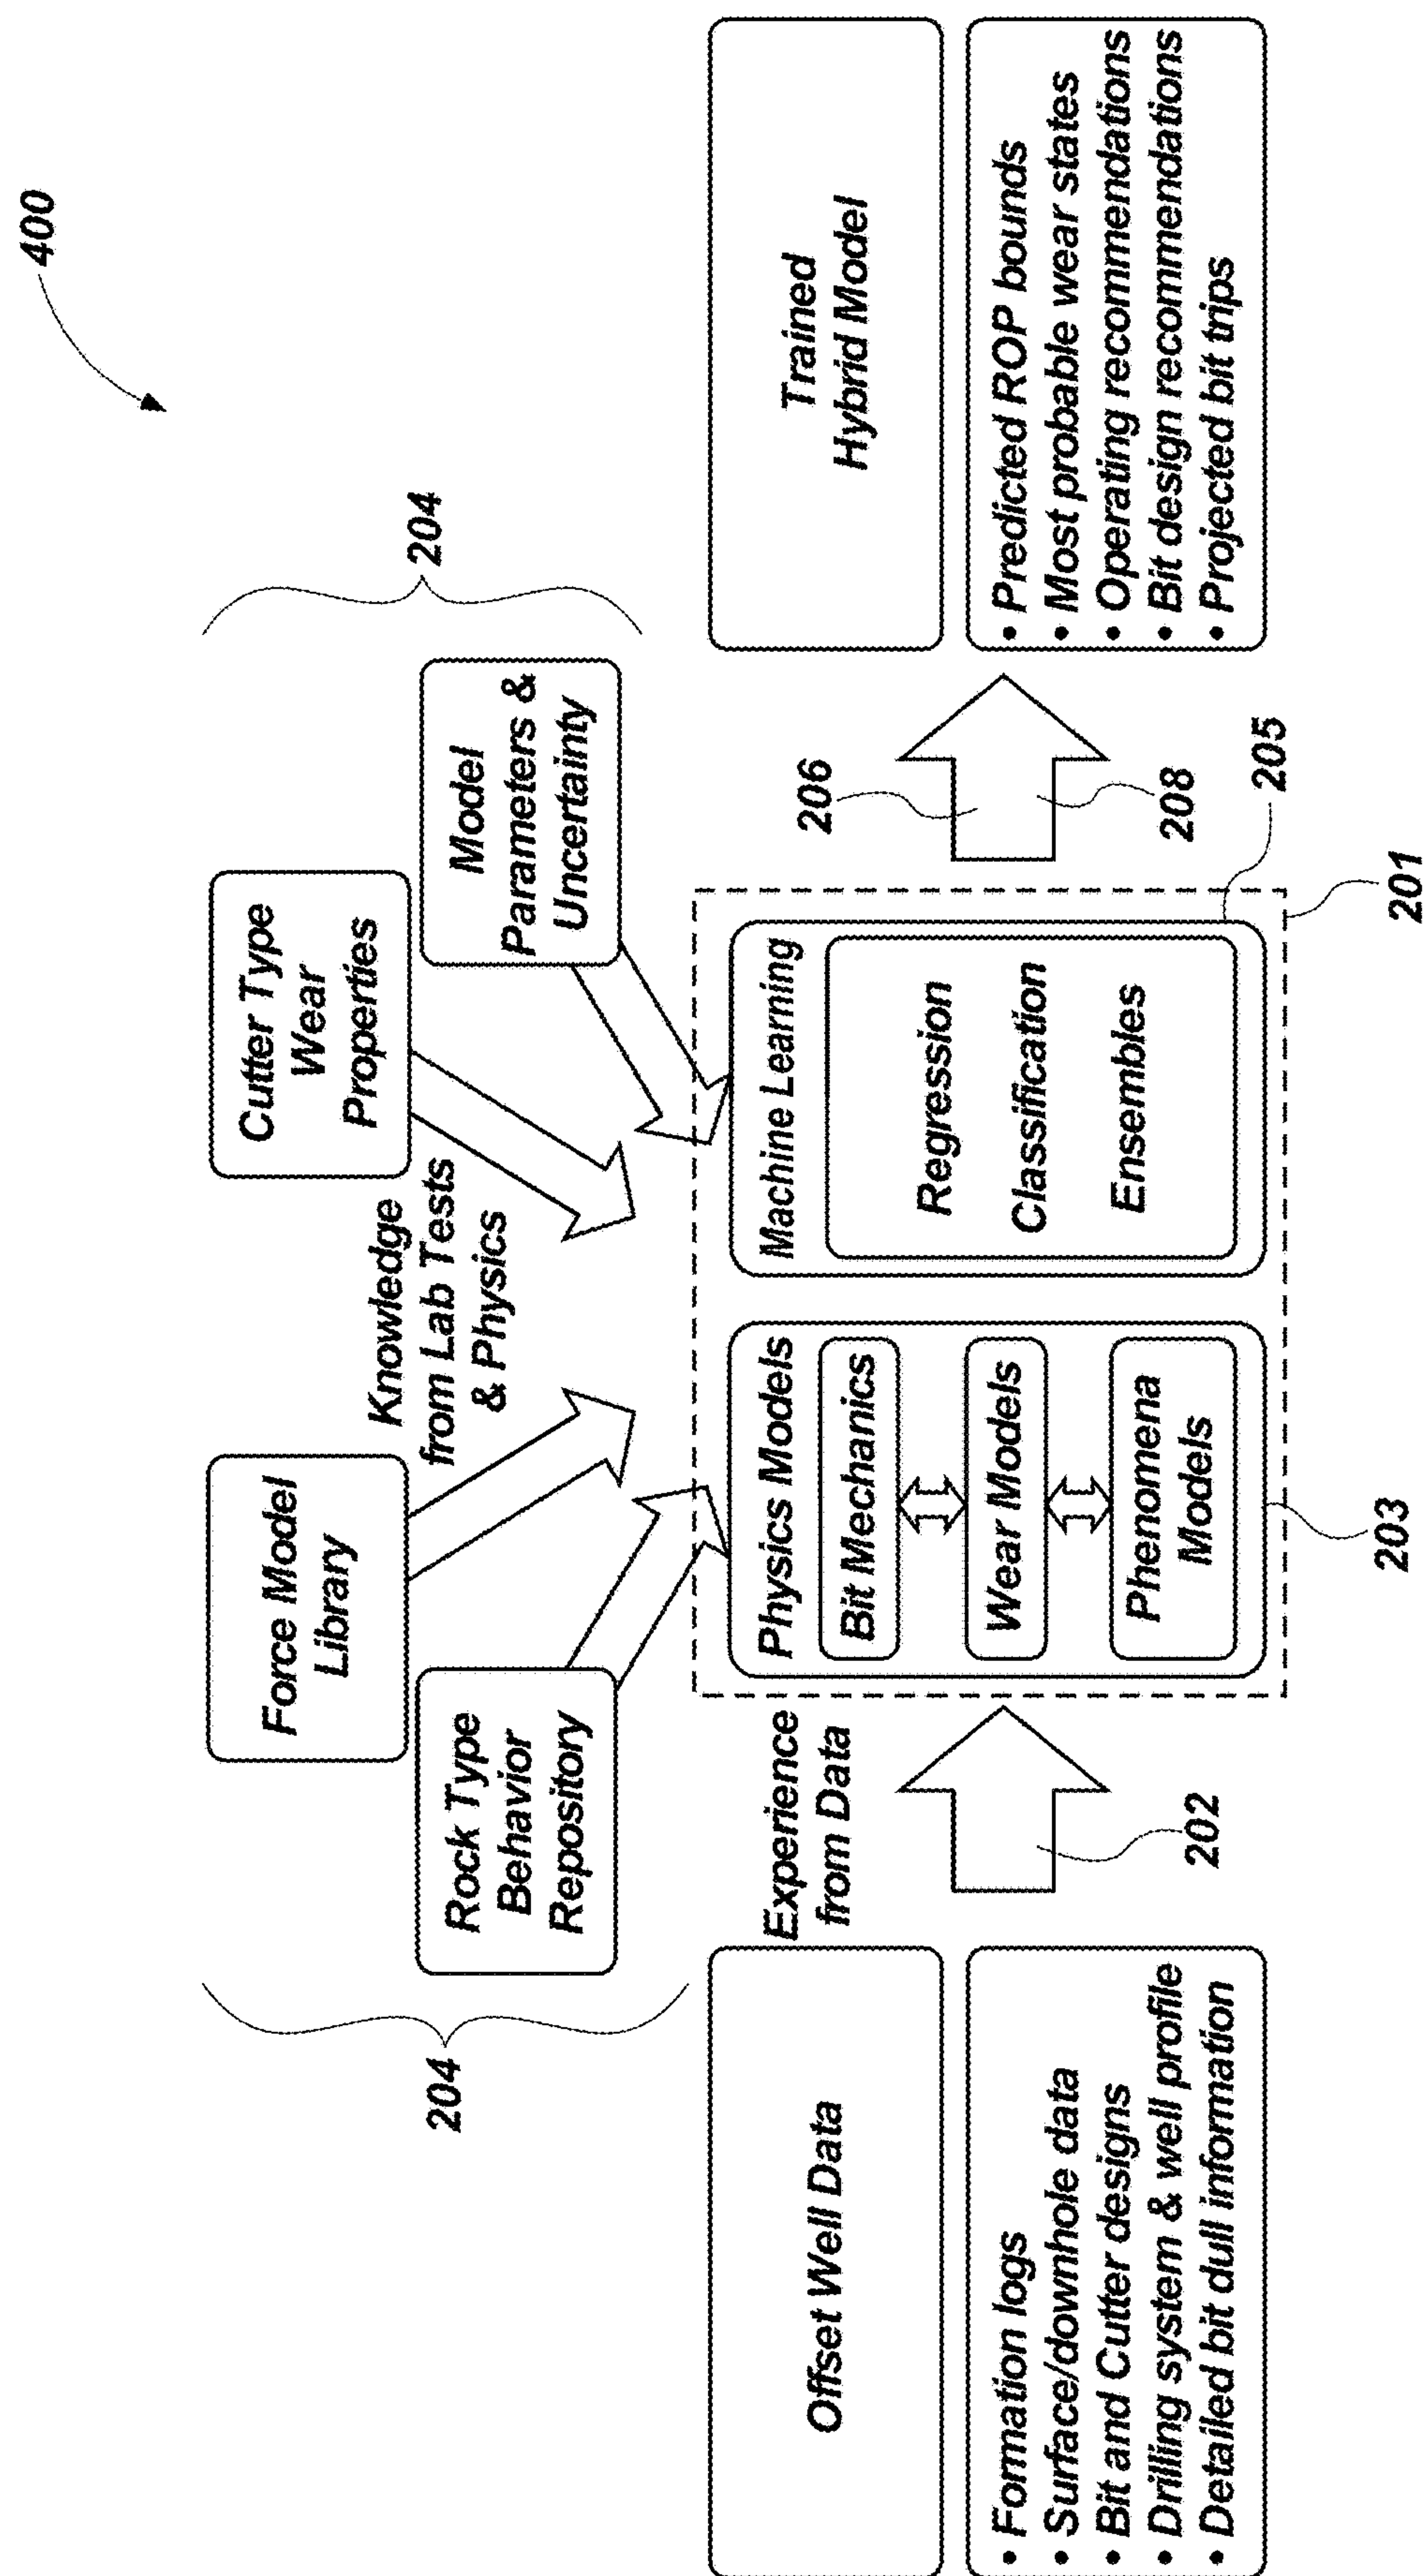 400
204
204
Force Model
Library
Cutter Type
Wear
Properties
Rock Type
Behavior
Repository
Knowledge
from Lab Tests
& Physics
Model
Parameters &
Uncertainty
Offset Well Data
• Formation logs
• Surface/downhole data
• Bit and Cutter designs
• Drilling system & well profile
• Detailed bit dull information
Experience
from Data
202
Physics Models
Bit Mechanics
Wear Models
Phenomena
Models
203
Machine Learning
Regression
Classification
Ensembles
205
201
206
208
Trained
Hybrid Model
• Predicted ROP bounds
• Most probable wear states
• Operating recommendations
• Bit design recommendations
• Projected bit trips